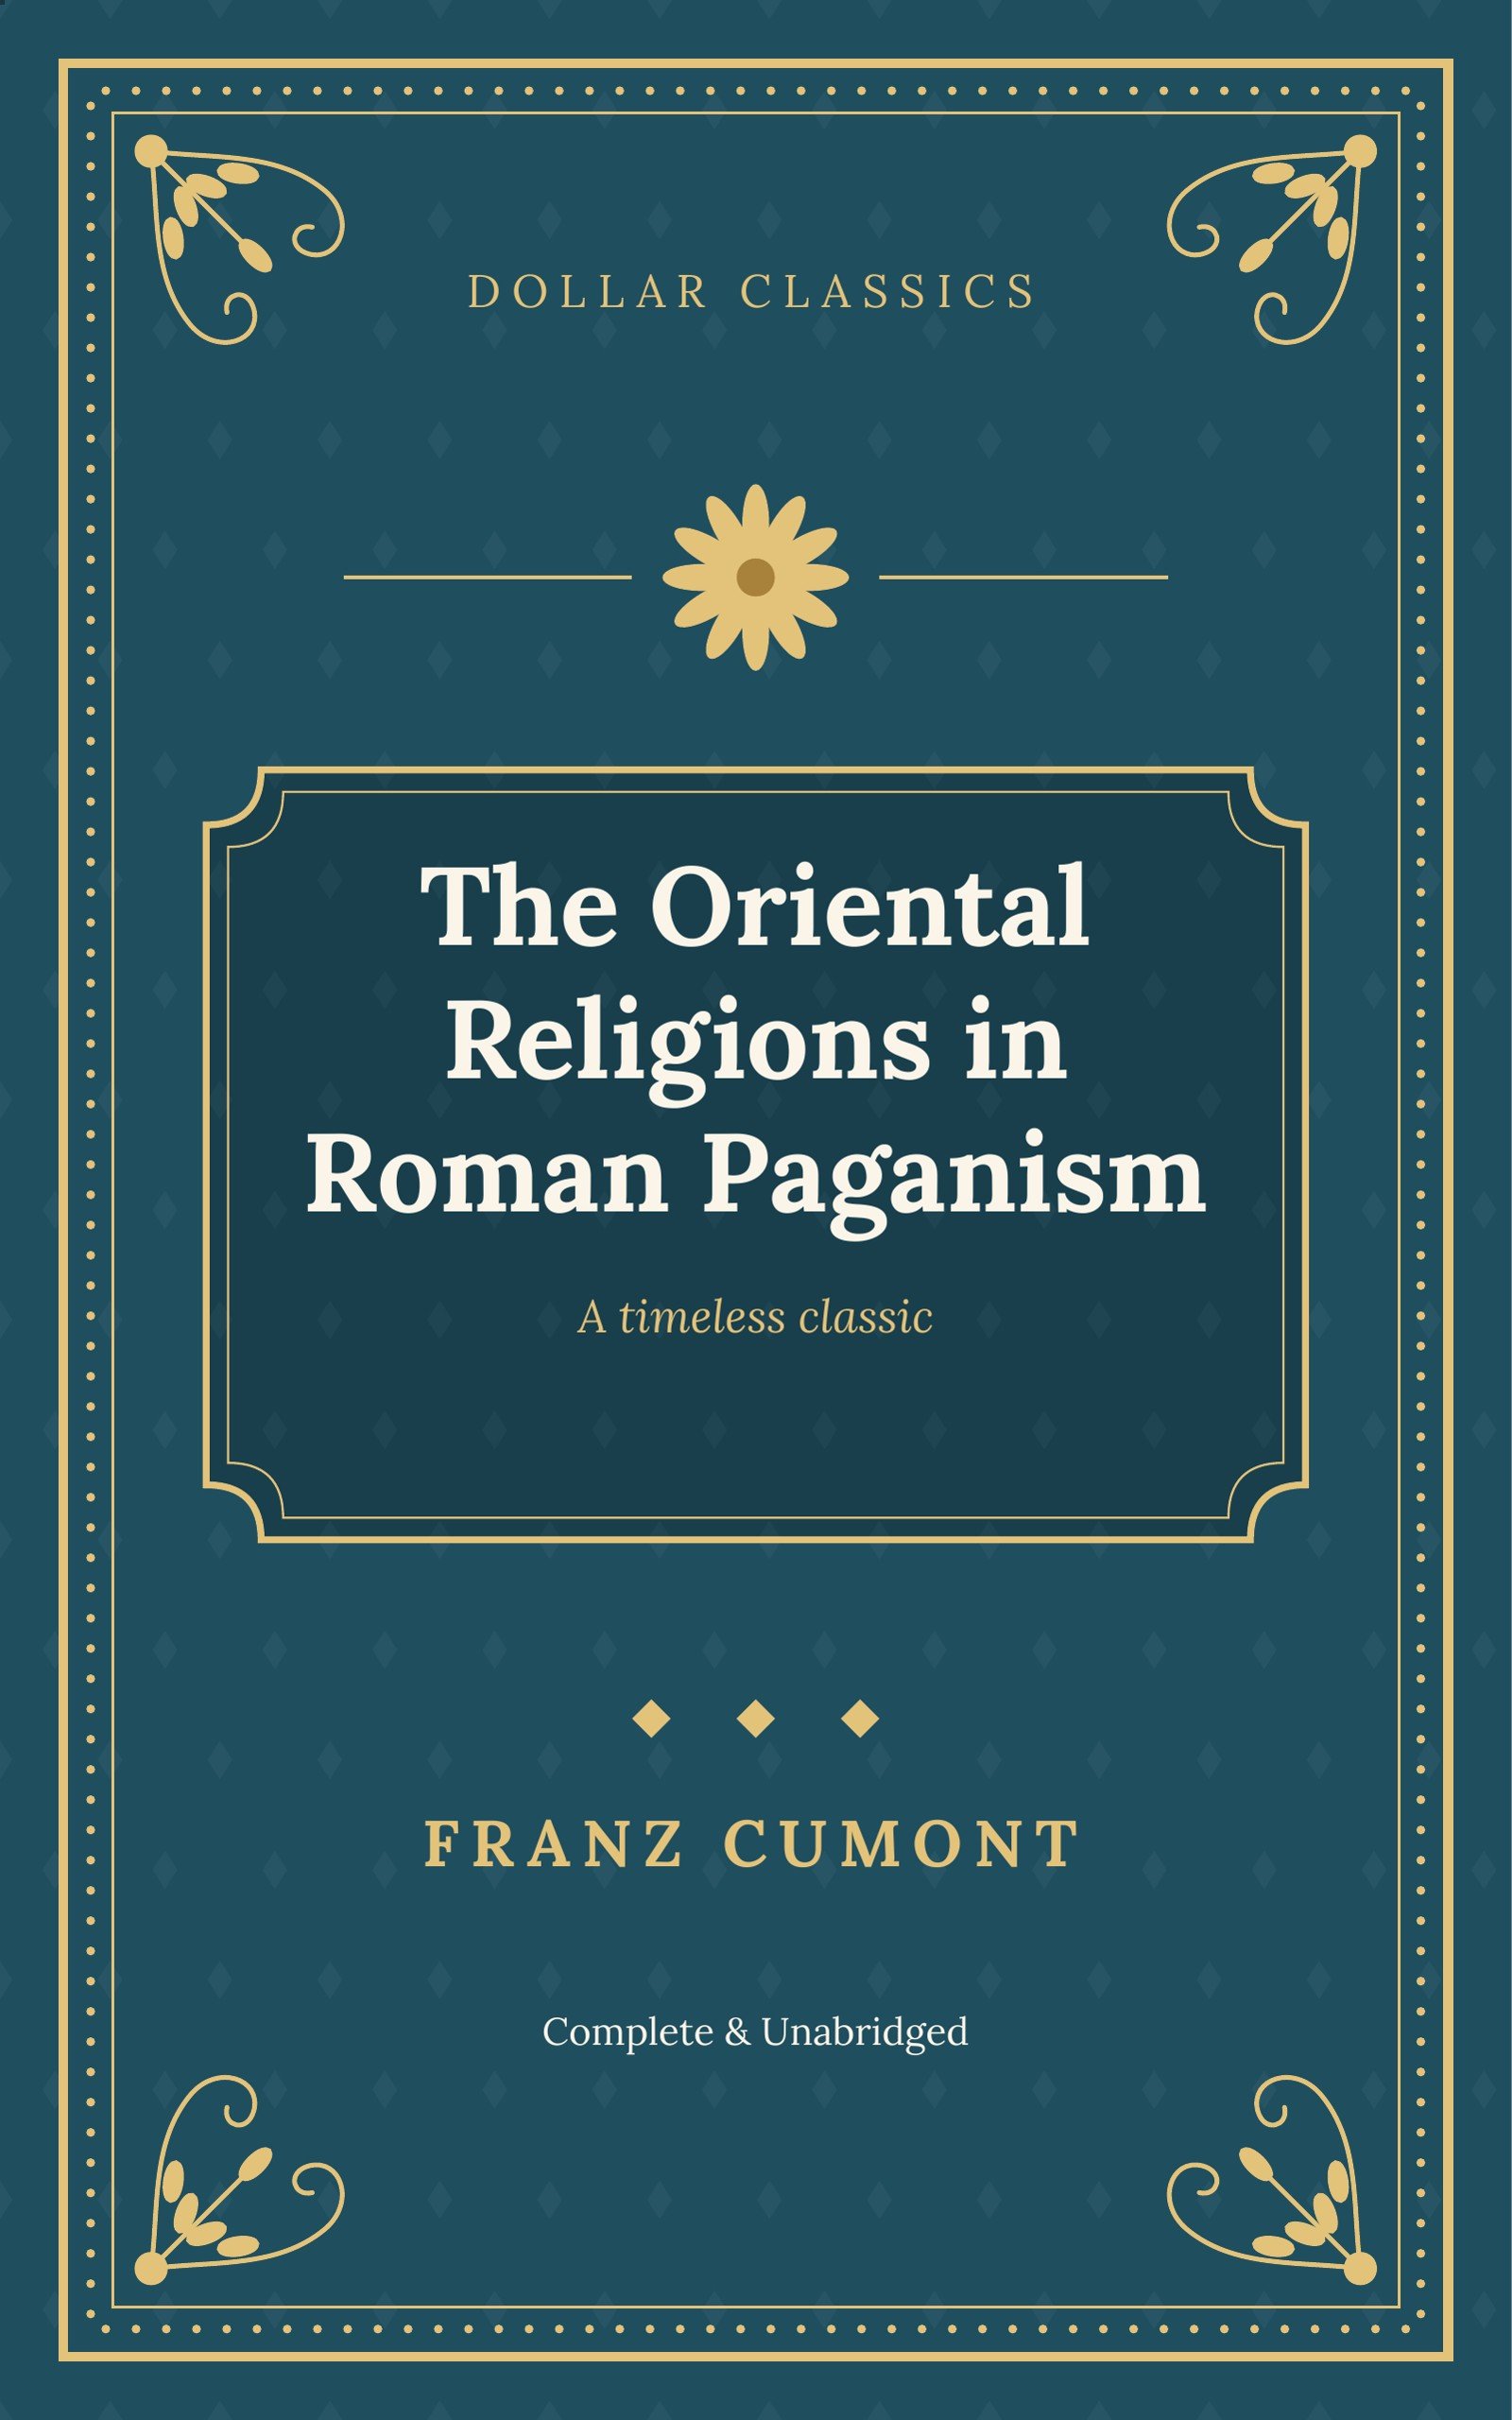 DOLLAR CLASSICS
The Oriental
Religions in
Roman Paganism
A timeless classic
FRANZ CUMONT
Complete & Unabridged